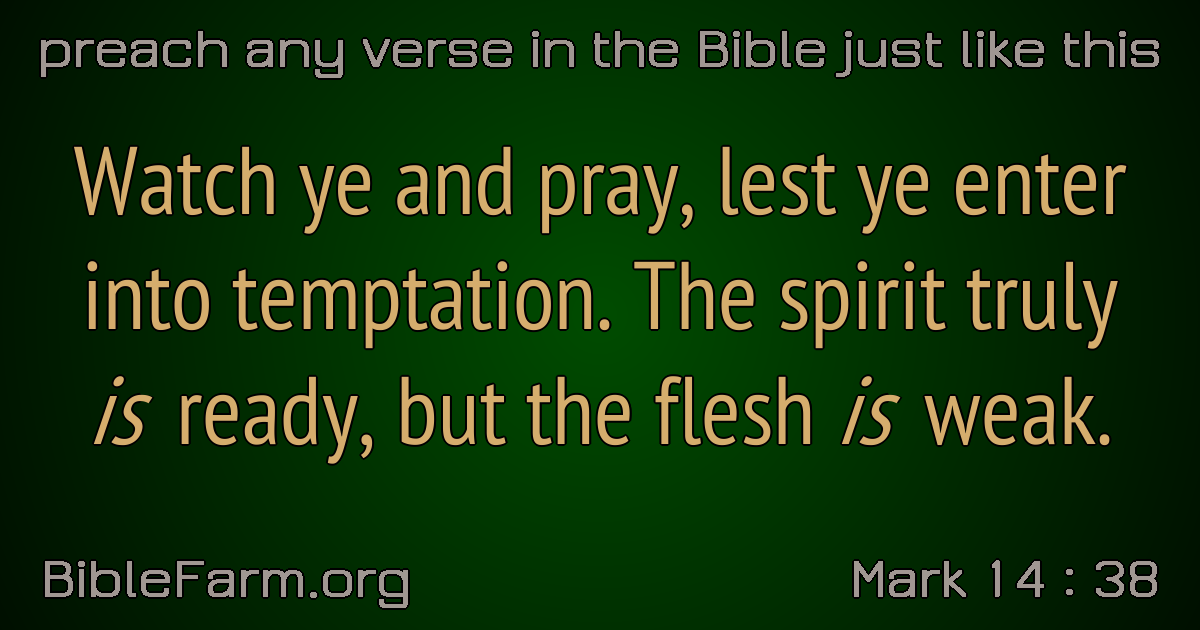 preach any verse in the Bible just like this
Watch ye and pray, lest ye enter
into temptation. The spirit truly
is ready, but the flesh is weak.
BibleFarm.org
Mark 14 : 38